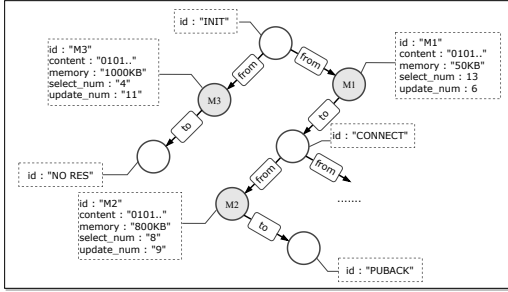 id : "INIT"
id : "M3"
content : "0101.."
memory : "1000KB"
select_num : "4"
update_num : "11"
id : "M1"
content : "0101.."
memory : "50KB"
select_num : 13
update_num : 6
from
from
M3
M1
to
to
id : "CONNECT"
id : "NO RES"
from
from
.......
id : "M2"
content : "0101.."
memory : "800KB"
select_num : "8"
update_num : "9"
M2
to
id : "PUBACK"